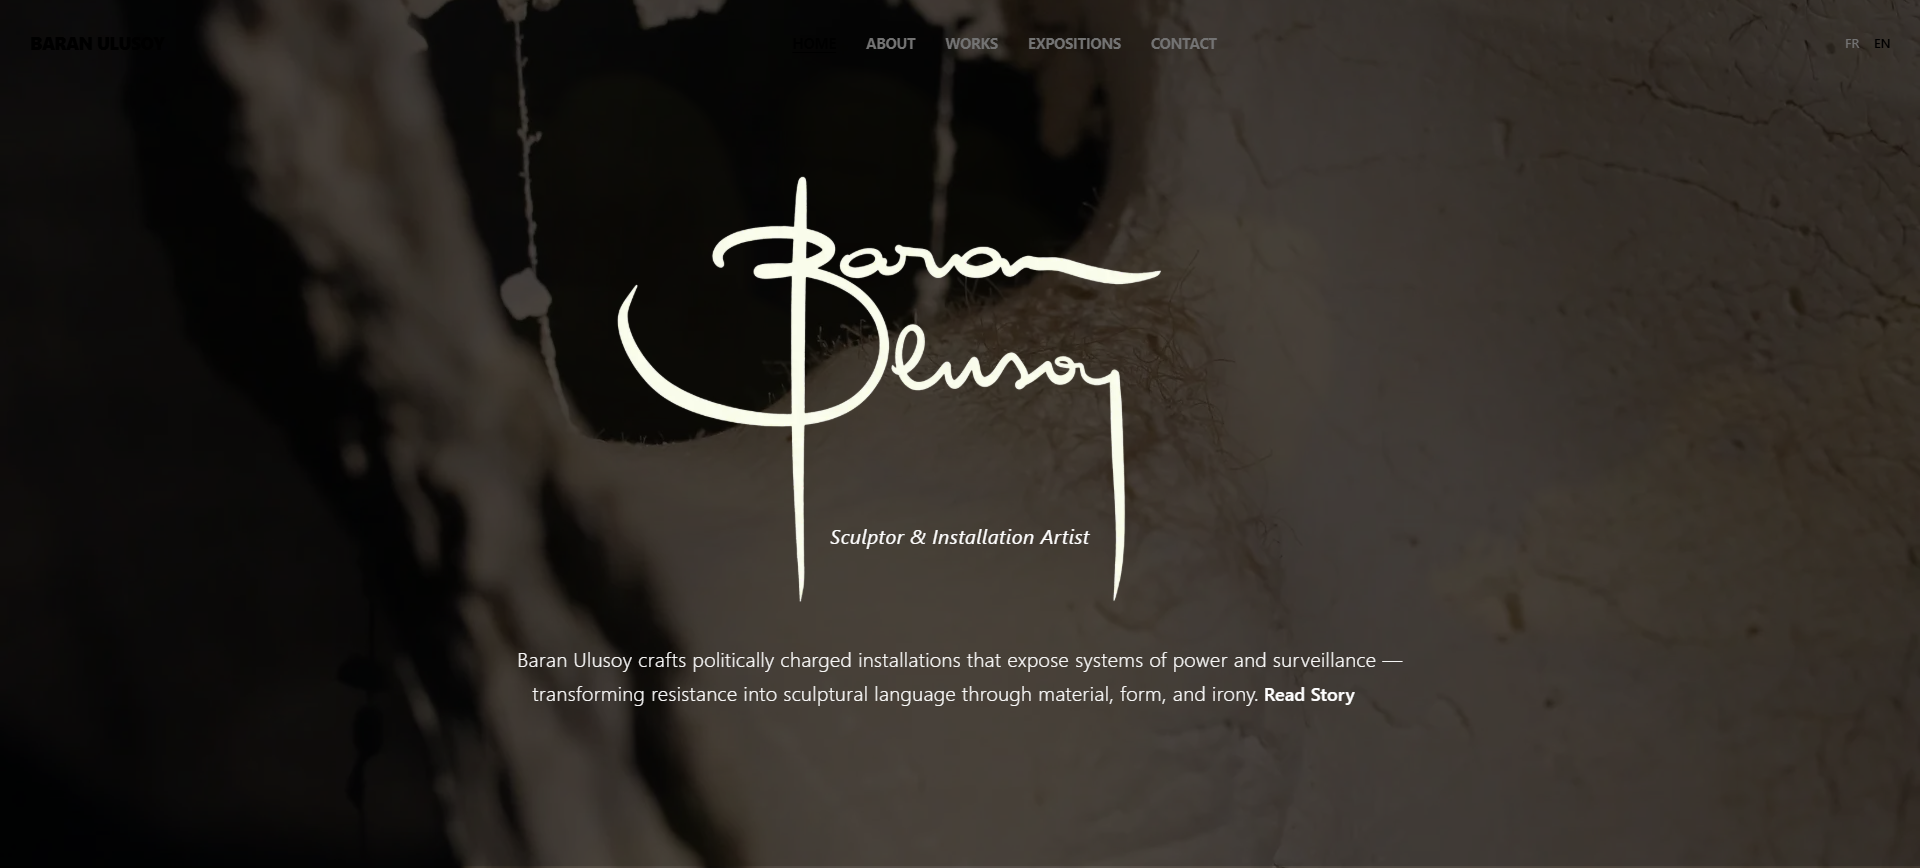 BARAN ULUSOY
HOME ABOUT WORKS EXPOSITIONS CONTACT
FR EN
Baran
Ulusoy
Sculptor & Installation Artist
Baran Ulusoy crafts politically charged installations that expose systems of power and surveillance —
transforming resistance into sculptural language through material, form, and irony. Read Story